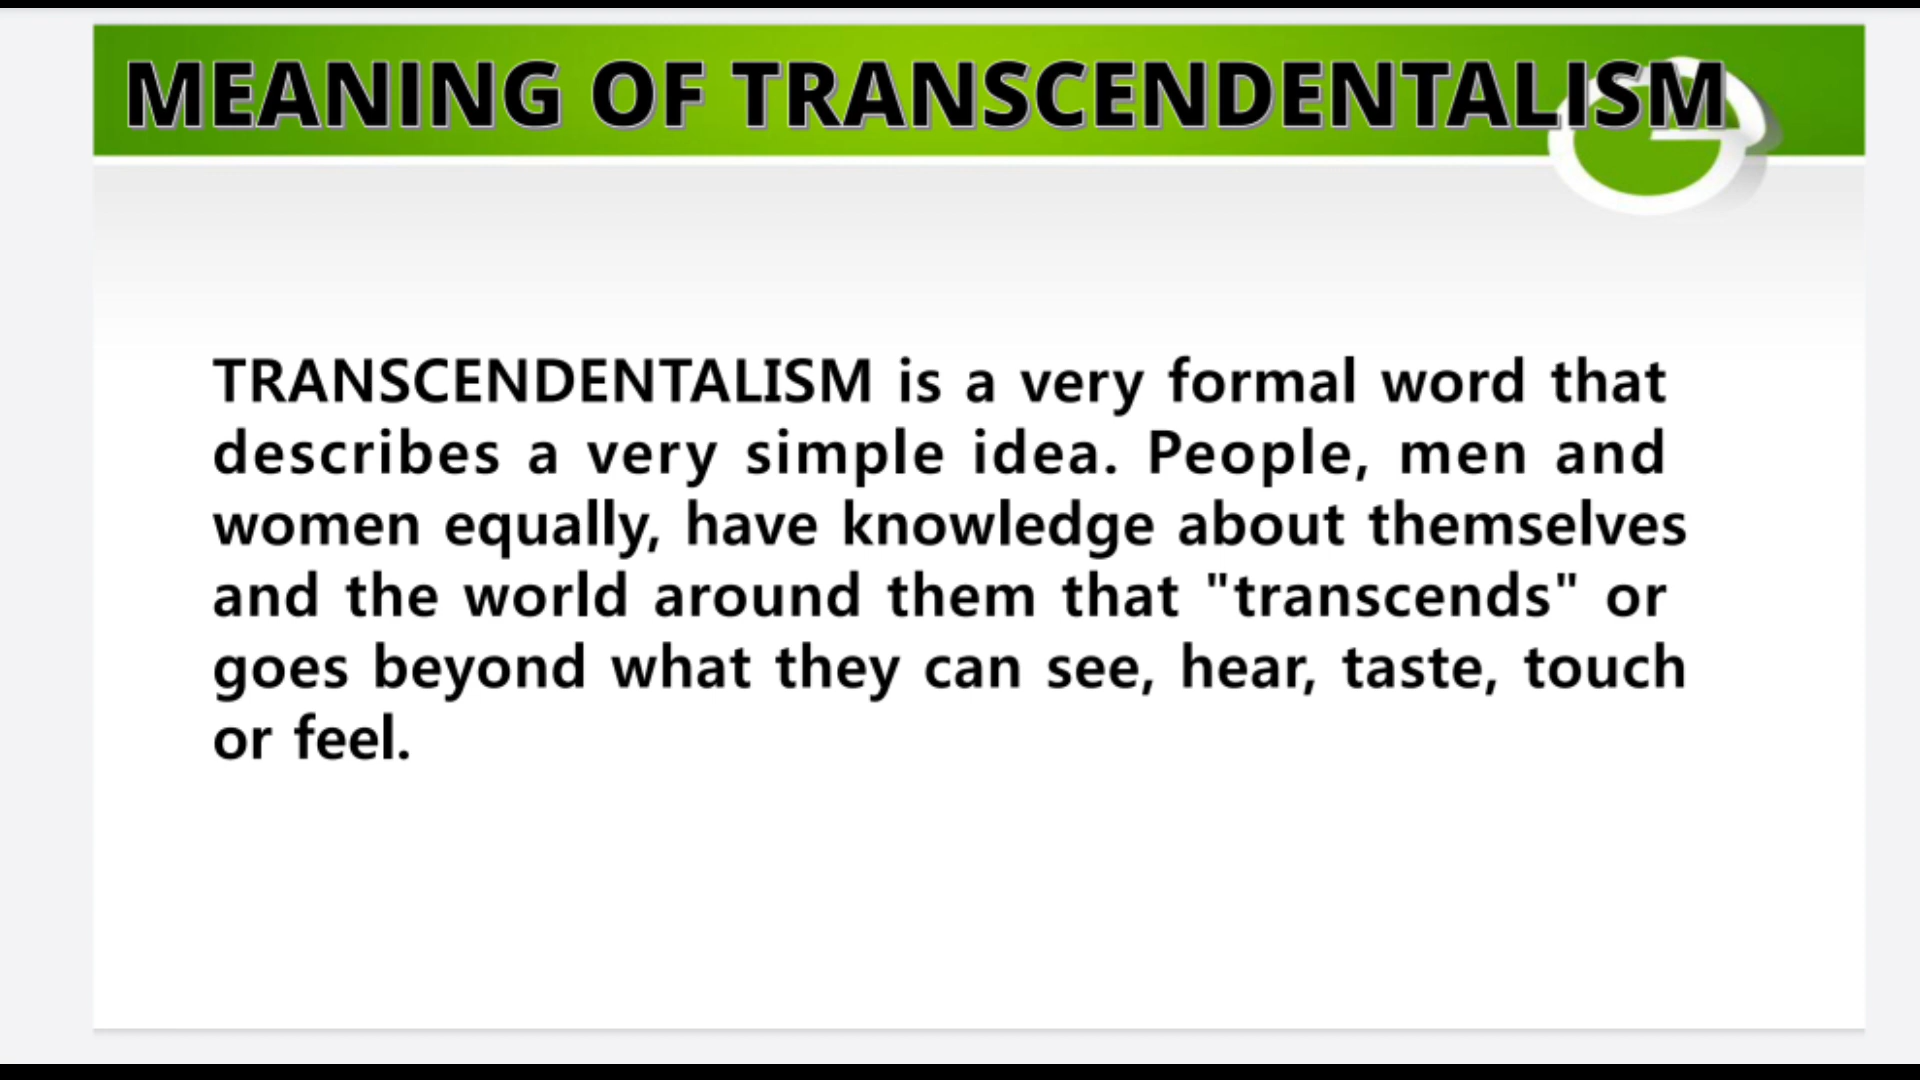 MEANING OF TRANSCENDENTALISM
TRANSCENDENTALISM is a very formal word that
describes a very simple idea. People, men and
women equally, have knowledge about themselves
and the world around them that "transcends" or
goes beyond what they can see, hear, taste, touch
or feel.